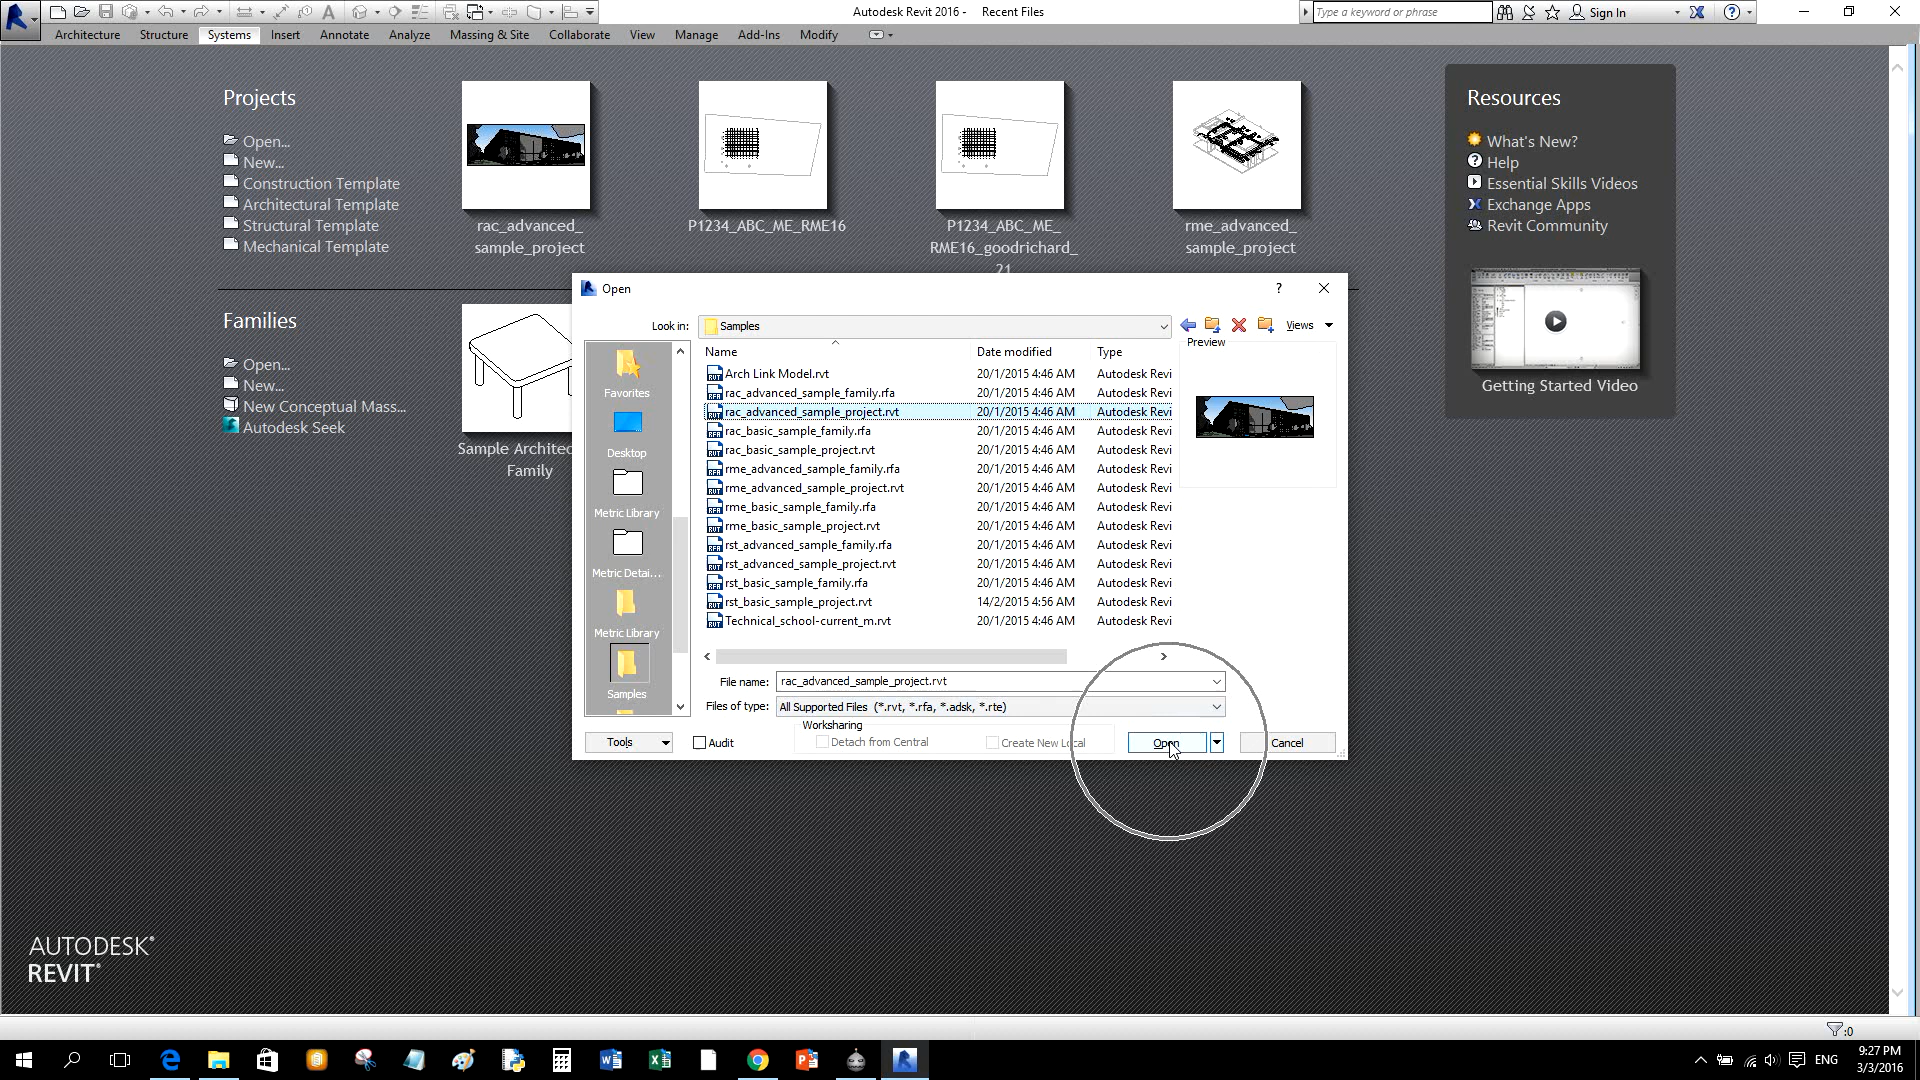 Autodesk Revit 2016 - Recent Files
Type a keyword or phrase
Sign In
Architecture Structure Systems Insert Annotate Analyze Massing & Site Collaborate View Manage Add-Ins Modify
Projects
Open...
New...
Construction Template
Architectural Template
Structural Template
Mechanical Template
rac_advanced_
sample_project
P1234_ABC_ME_RME16
P1234_ABC_ME_
RME16_goodrichard_
21
rme_advanced_
sample_project
Resources
What's New?
Help
Essential Skills Videos
Exchange Apps
Revit Community
Getting Started Video
Families
Open...
New...
New Conceptual Mass...
Autodesk Seek
Sample Architec
Family
Open
Look in: Samples
Views
Name Date modified Type
Preview
Arch Link Model.rvt 20/1/2015 4:46 AM Autodesk Revi
rac_advanced_sample_family.rfa 20/1/2015 4:46 AM Autodesk Revi
rac_advanced_sample_project.rvt 20/1/2015 4:46 AM Autodesk Revi
rac_basic_sample_family.rfa 20/1/2015 4:46 AM Autodesk Revi
rac_basic_sample_project.rvt 20/1/2015 4:46 AM Autodesk Revi
rme_advanced_sample_family.rfa 20/1/2015 4:46 AM Autodesk Revi
rme_advanced_sample_project.rvt 20/1/2015 4:46 AM Autodesk Revi
rme_basic_sample_family.rfa 20/1/2015 4:46 AM Autodesk Revi
rme_basic_sample_project.rvt 20/1/2015 4:46 AM Autodesk Revi
rst_advanced_sample_family.rfa 20/1/2015 4:46 AM Autodesk Revi
rst_advanced_sample_project.rvt 20/1/2015 4:46 AM Autodesk Revi
rst_basic_sample_family.rfa 20/1/2015 4:46 AM Autodesk Revi
rst_basic_sample_project.rvt 14/2/2015 4:56 AM Autodesk Revi
Technical_school-current_m.rvt 20/1/2015 4:46 AM Autodesk Revi
Favorites
Desktop
Metric Library
Metric Detai...
Metric Library
Samples
File name: rac_advanced_sample_project.rvt
Files of type: All Supported Files (*.rvt, *.rfa, *.adsk, *.rte)
Worksharing
Tools Audit Detach from Central Create New Local Open Cancel
AUTODESK®
REVIT®
:0
ENG
9:27 PM
3/3/2016